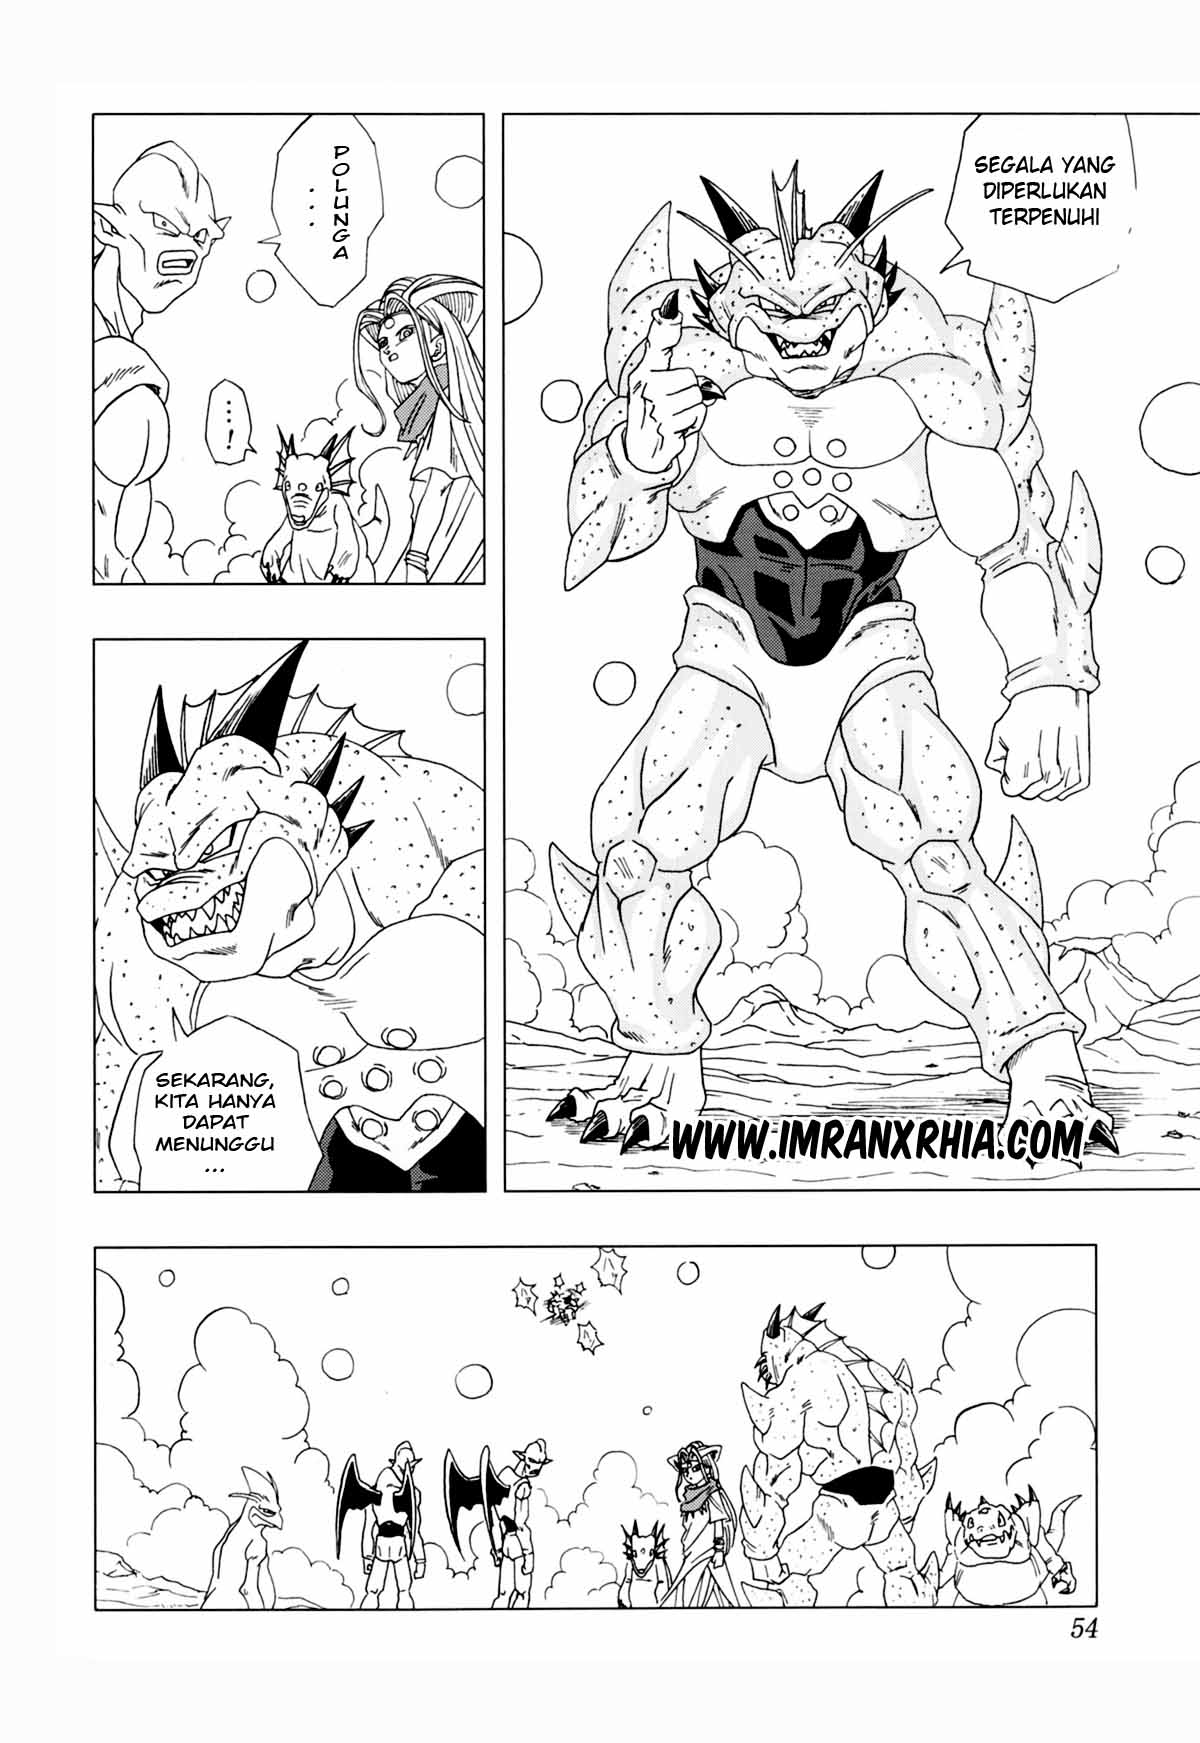 SEGALA YANG
DIPERLUKAN
TERPENUHI
POLUNGA
...
...!
SEKARANG,
KITA HANYA
DAPAT
MENUNGGU
...
WWW.IMRANXRHIA.COM
54